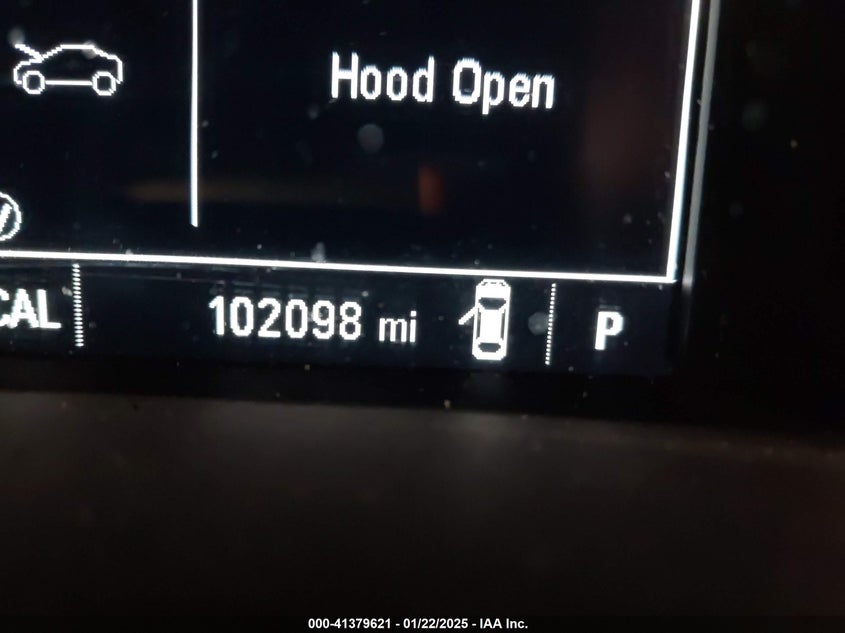 Hood Open
CAL
102098 mi
P
000-41379621 - 01/22/2025 - IAA Inc.